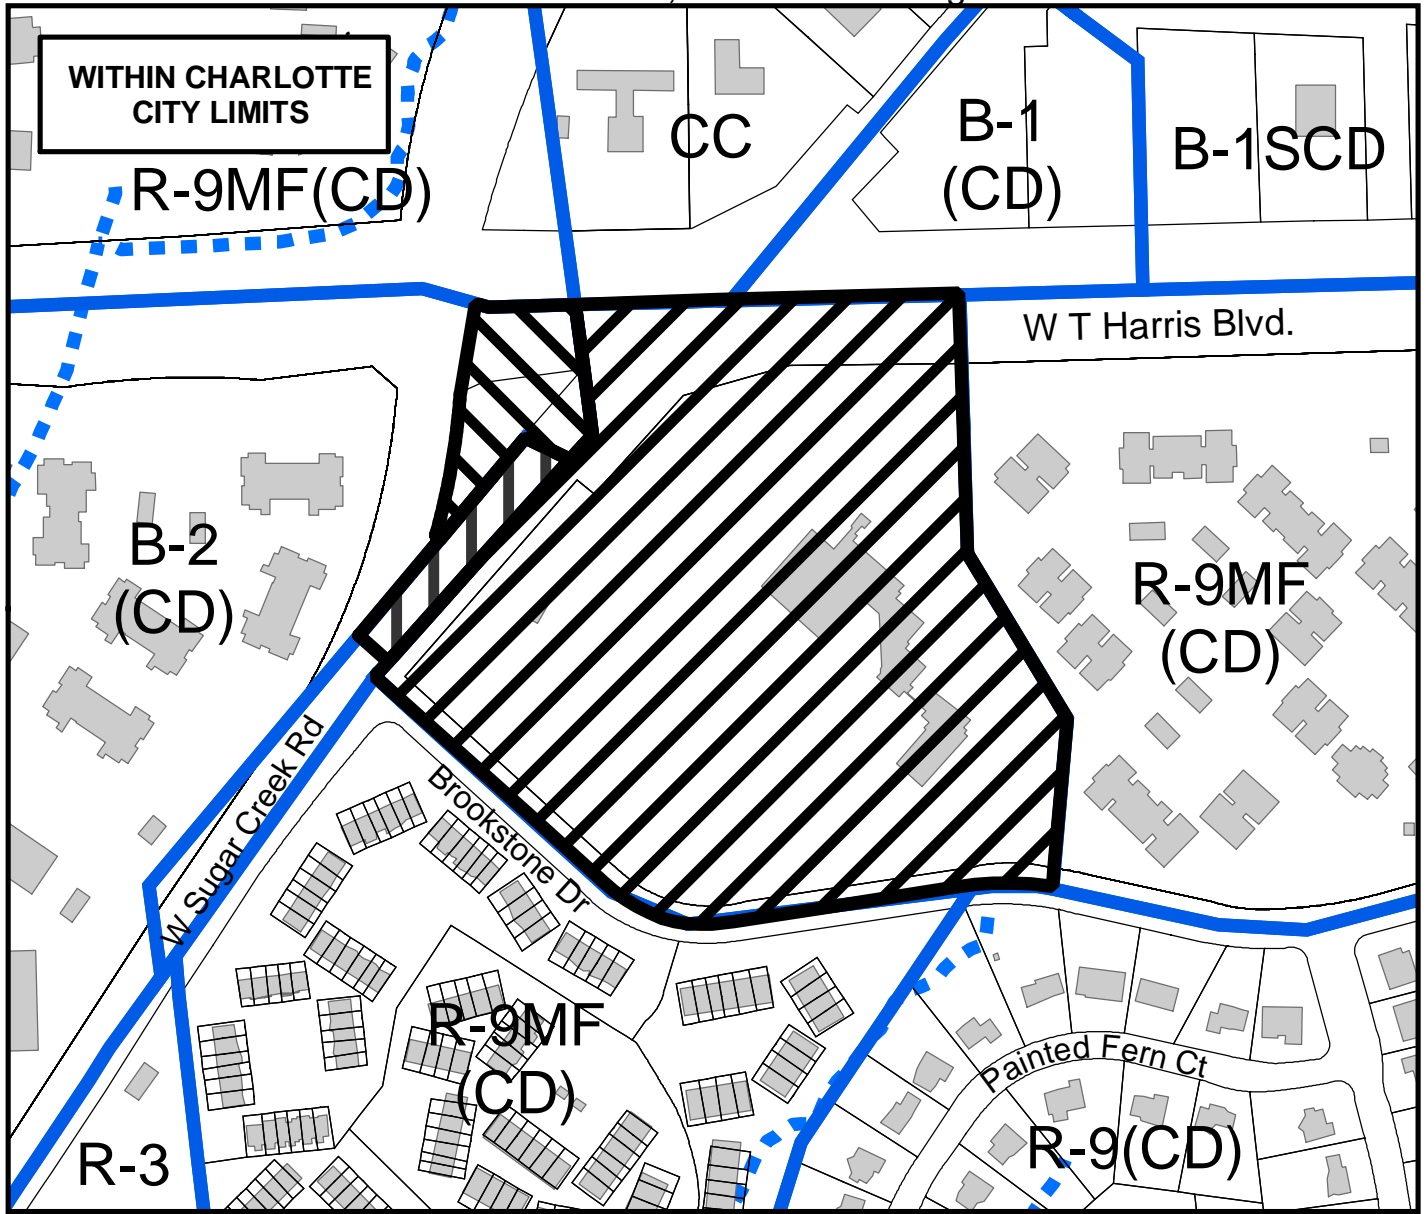 WITHIN CHARLOTTE
CITY LIMITS
R-9MF(CD)
CC
B-1
(CD)
B-1SCD
W T Harris Blvd.
B-2
(CD)
R-9MF
(CD)
W Sugar Creek Rd
Brookstone Dr
R-9MF
(CD)
Painted Fern Ct
R-3
R-9(CD)